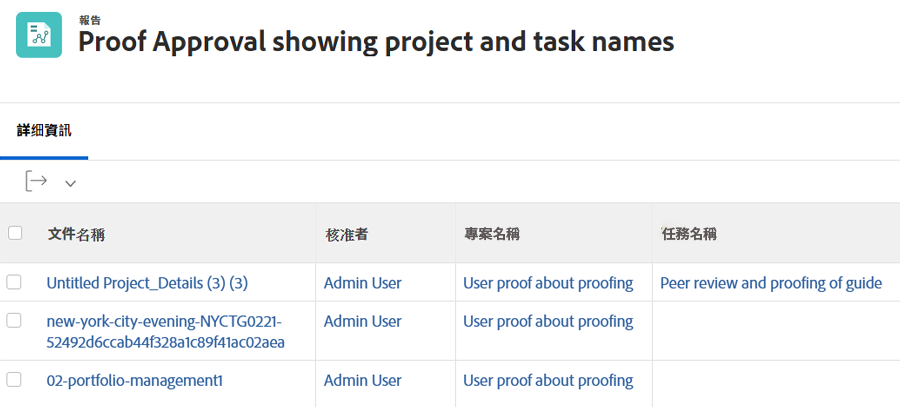 報告
Proof Approval showing project and task names
詳細資訊
文件名稱 核准者 專案名稱 任務名稱
Untitled Project_Details (3) (3) Admin User User proof about proofing Peer review and proofing of guide
new-york-city-evening-NYCTG0221- Admin User User proof about proofing
52492d6ccab44f328a1c89f41ac02aea
02-portfolio-management1 Admin User User proof about proofing